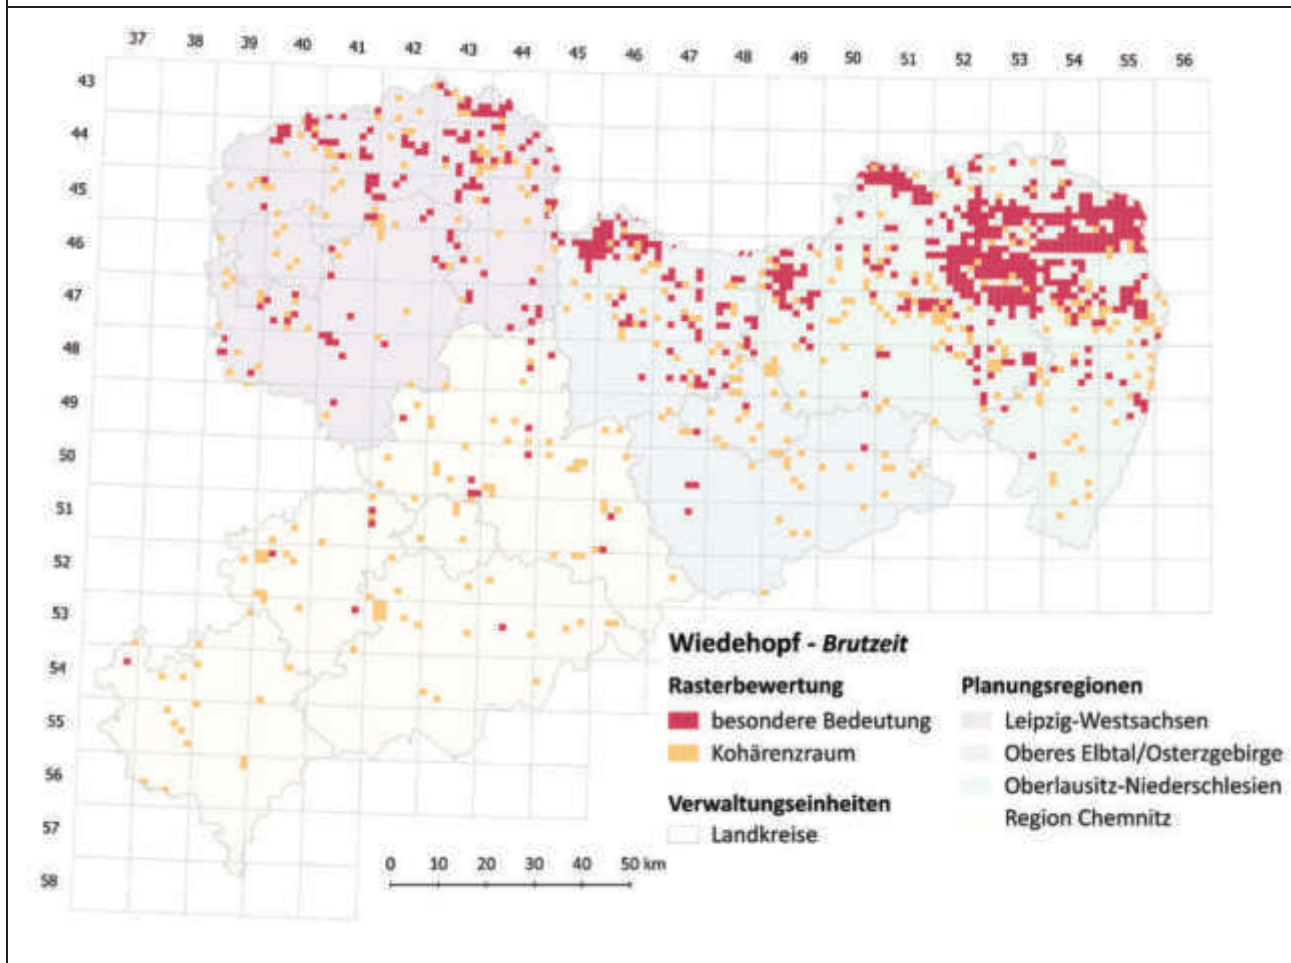 37 38 39 40 41 42 43 44 45 46 47 48 49 50 51 52 53 54 55 56
43
44
45
46
47
48
49
50
51
52
53
54
55
56
57
58
Wiedehopf - Brutzeit
Rasterbewertung
besondere Bedeutung
Kohärenzraum
Verwaltungseinheiten
Landkreise
Planungsregionen
Leipzig-Westsachsen
Oberes Elbtal/Osterzgebirge
Oberlausitz-Niederschlesien
Region Chemnitz
0 10 20 30 40 50 km